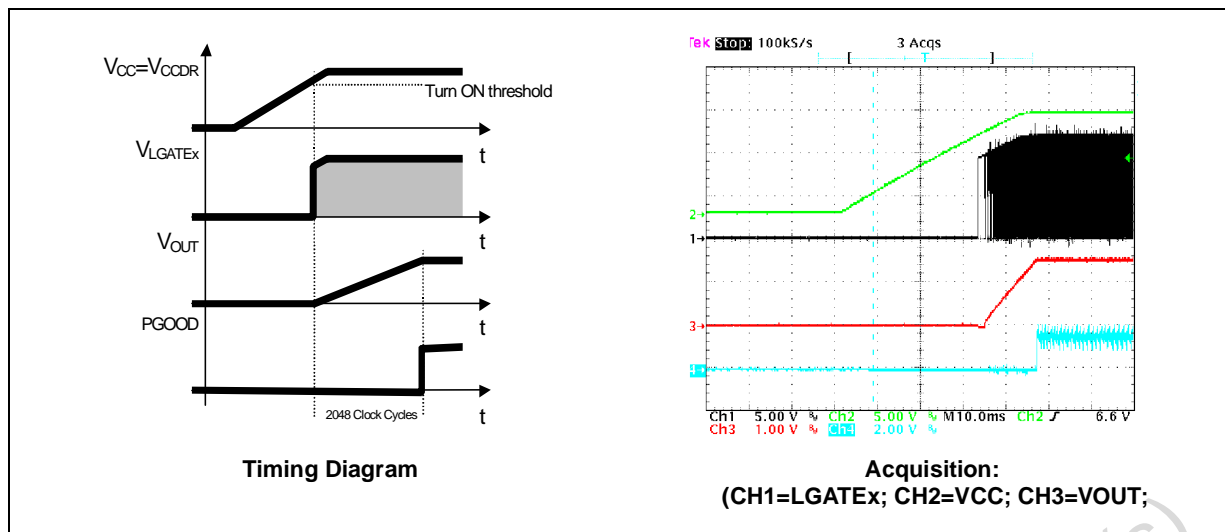 VCC=VCCDR
Turn ON threshold
t
VLGATEx
t
VOUT
t
PGOOD
2048 Clock Cycles
t
Timing Diagram
Tek Stop: 100kS/s 3 Acqs
[ T ]
2→
1→
3→
4→
Ch1 5.00 V Ch2 5.00 V M10.0ms Ch2 6.6 V
Ch3 1.00 V Ch4 2.00 V
Acquisition:
(CH1=LGATEx; CH2=VCC; CH3=VOUT;